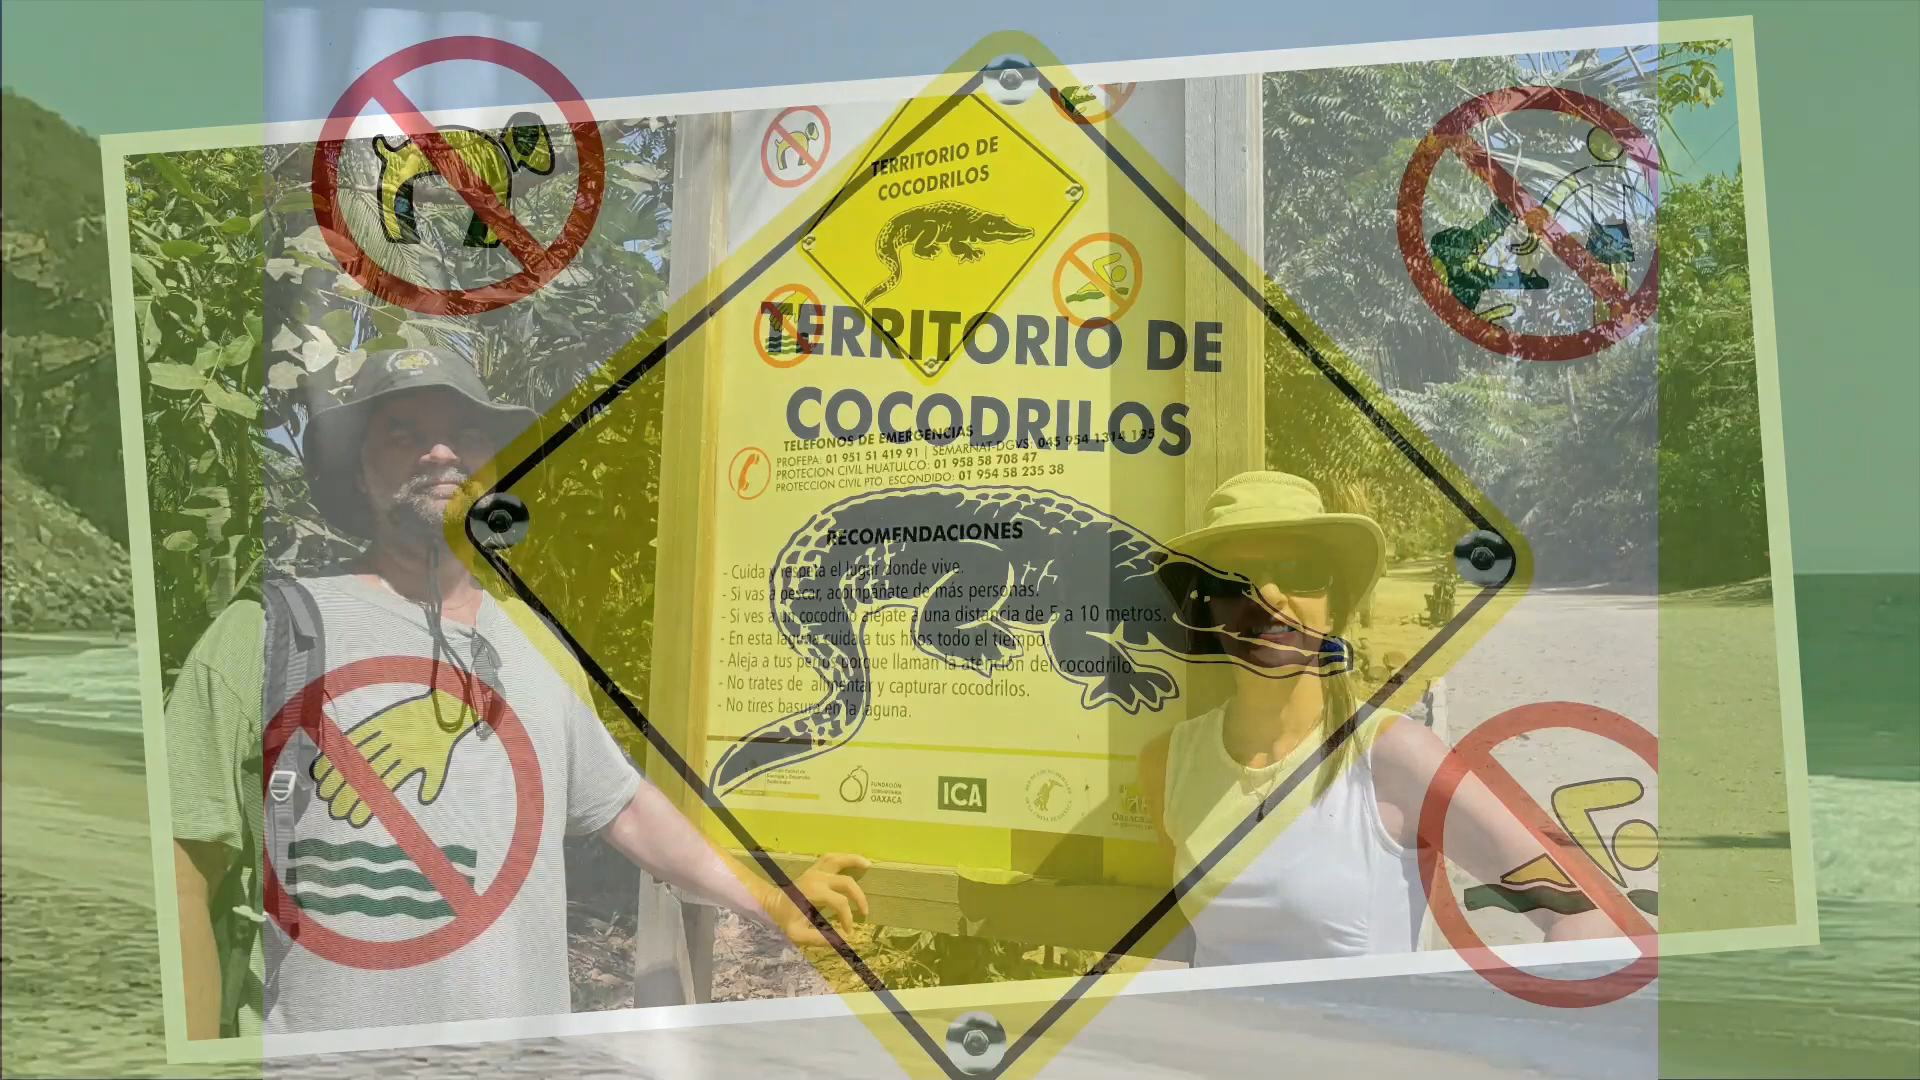 TERRITORIO DE
COCODRILOS
TERRITORIO DE
COCODRILOS
TELEFONOS DE EMERGENCIAS
PROFEPA: 01 951 51 419 91 | SEMARNAT-DGVS: 045 954 1314 195
PROTECION CIVIL HUATULCO: 01 958 58 708 47
PROTECCION CIVIL PTO. ESCONDIDO: 01 954 58 235 38
RECOMENDACIONES
- Cuida y respeta el lugar donde vive.
- Si vas a pescar, acompáñate de más personas.
- Si ves a un cocodrilo aléjate a una distancia de 5 a 10 metros.
- En esta laguna cuida a tus hijos todo el tiempo.
- Aleja a tus perros porque llaman la atención del cocodrilo.
- No trates de alimentar y capturar cocodrilos.
- No tires basura en la laguna.
FUNDACIÓN
COMUNITARIA
OAXACA
ICA